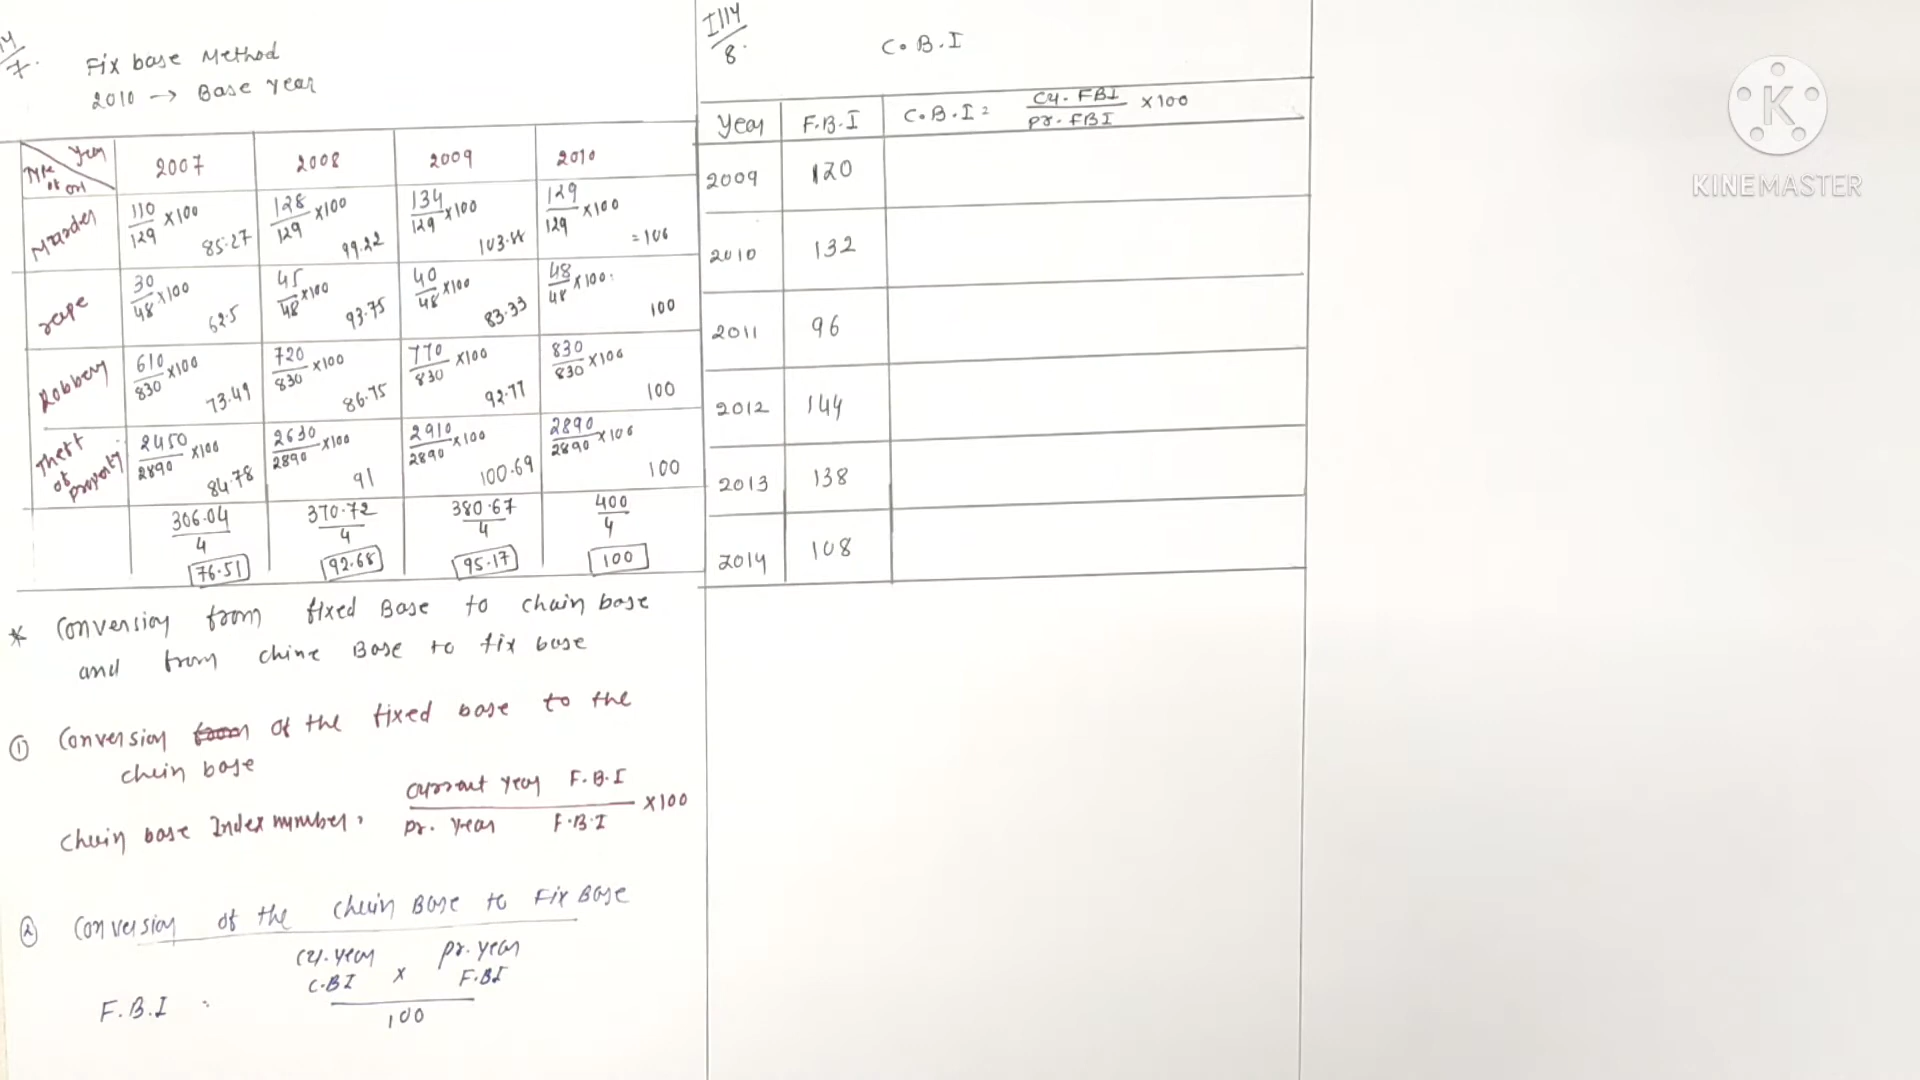 Fix base Method
2010 → Base year
Year
Type of
2007
2008
2009
2010
Murder
110/129 ×100
85.27
128/129 ×100
99.22
134/129 ×100
129/129 ×100
=100
rape
30/48 ×100
62.5
45/48 ×100
93.75
40/48 ×100
83.33
48/48 ×100
100
Robbery
610/830 ×100
73.49
720/830 ×100
86.75
770/830 ×100
92.77
830/830 ×100
100
Theft of property
2450/2890 ×100
84.78
2630/2890 ×100
91
2910/2890 ×100
100.69
2890/2890 ×100
100
306.04/4
76.51
370.72/4
92.68
380.67/4
95.17
400/4
100
* Conversion from fixed Base to chain base
and from chine Base to fix base
① Conversion of the fixed base to the
chain base
chain base Index number = current year F.B.I / pr. year F.B.I ×100
② Conversion of the chain Base to Fix Base
F.B.I = cy. year C.B.I × pr. year F.B.I / 100
I114/8.
C.B.I
Year
F.B.I
C.B.I = cy. FBI / pr. FBI ×100
2009
120
2010
132
2011
96
2012
144
2013
138
2014
108
K
KINEMASTER